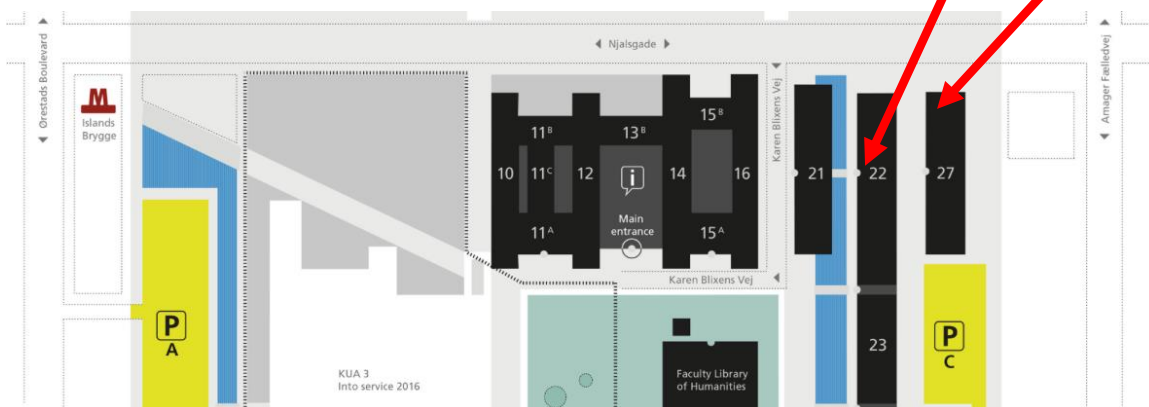 Njalsgade
Ørestads Boulevard
Amager Fælledvej
M
Islands
Brygge
Karen Blixens Vej
15ᴮ
11ᴮ
13ᴮ
10
11ᶜ
12
i
14
16
21
22
27
Main
entrance
11ᴬ
15ᴬ
Karen Blixens Vej
P
A
23
P
C
KUA 3
Into service 2016
Faculty Library
of Humanities